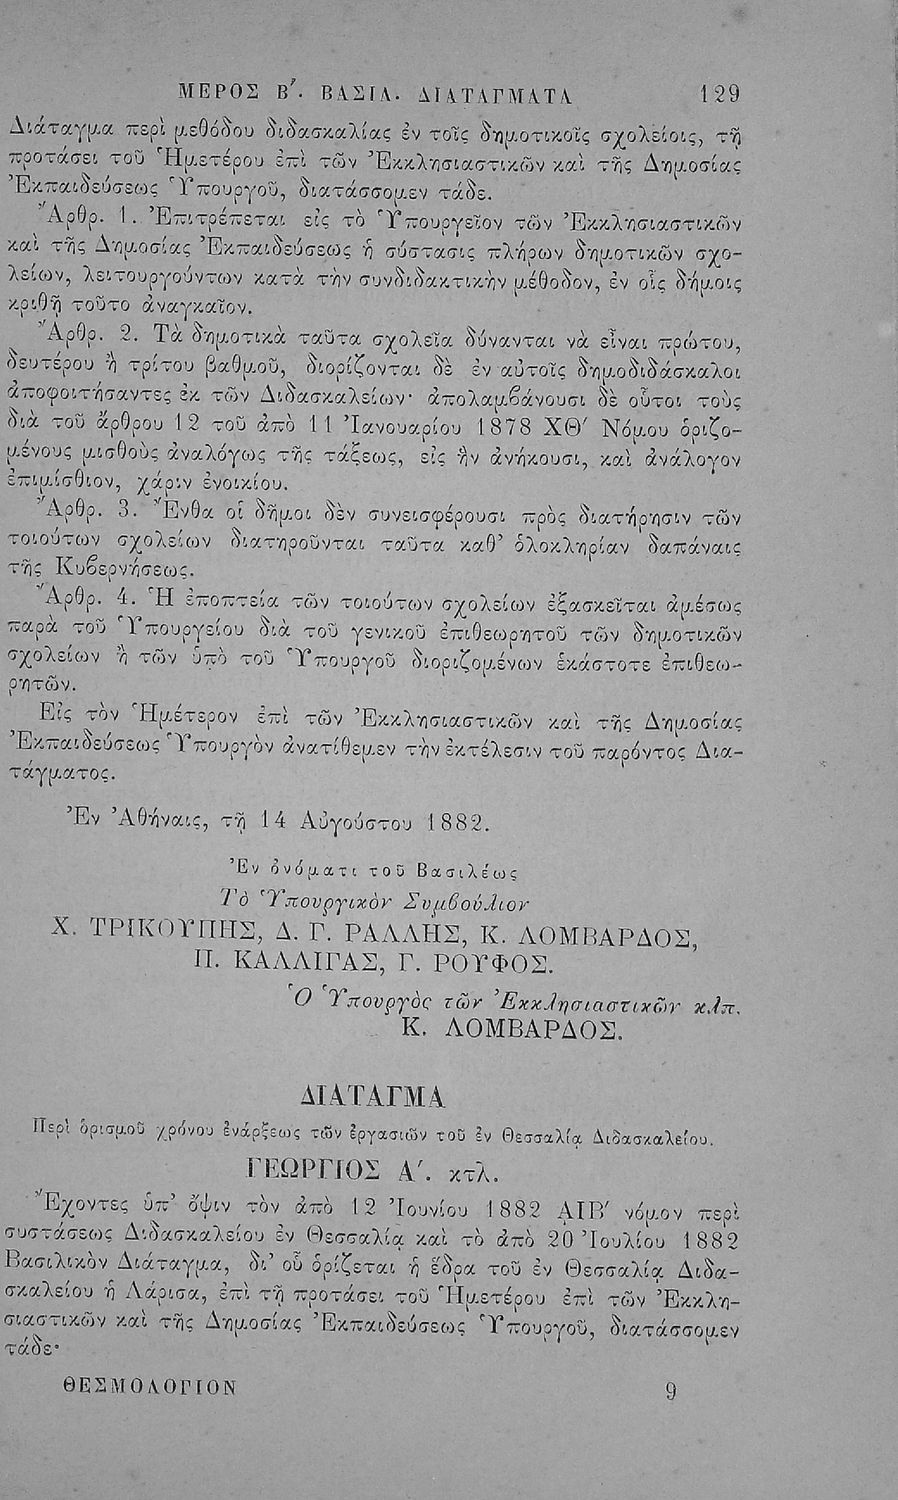 ΜΕΡΟΣ Β΄. ΒΑΣΙΛ. ΔΙΑΤΑΓΜΑΤΑ 129
Διάταγμα περὶ μεθόδου διδασκαλίας ἐν τοῖς δημοτικοῖς σχολείοις, τῇ
προτάσει τοῦ Ἡμετέρου ἐπὶ τῶν Ἐκκλησιαστικῶν καὶ τῆς Δημοσίας
Ἐκπαιδεύσεως Ὑπουργοῦ, διατάσσομεν τάδε.
Ἄρθρ. 1. Ἐπιτρέπεται εἰς τὸ Ὑπουργεῖον τῶν Ἐκκλησιαστικῶν
καὶ τῆς Δημοσίας Ἐκπαιδεύσεως ἡ σύστασις πλήρων δημοτικῶν σχο-
λείων, λειτουργούντων κατὰ τὴν συνδιδακτικὴν μέθοδον, ἐν οἷς δήμοις
κριθῇ τοῦτο ἀναγκαῖον.
Ἄρθρ. 2. Τὰ δημοτικὰ ταῦτα σχολεῖα δύνανται νὰ εἶναι πρώτου,
δευτέρου ἢ τρίτου βαθμοῦ, διορίζονται δὲ ἐν αὐτοῖς δημοδιδάσκαλοι
ἀποφοιτήσαντες ἐκ τῶν Διδασκαλείων· ἀπολαμβάνουσι δὲ οὗτοι τοὺς
διὰ τοῦ ἄρθρου 12 τοῦ ἀπὸ 11 Ἰανουαρίου 1878 ΧΘ΄ Νόμου ὁριζο-
μένους μισθοὺς ἀναλόγως τῆς τάξεως, εἰς ἣν ἀνήκουσι, καὶ ἀνάλογον
ἐπιμίσθιον, χάριν ἐνοικίου.
Ἄρθρ. 3. Ἔνθα οἱ δῆμοι δὲν συνεισφέρουσι πρὸς διατήρησιν τῶν
τοιούτων σχολείων διατηροῦνται ταῦτα καθ' ὁλοκληρίαν δαπάναις
τῆς Κυβερνήσεως.
Ἄρθρ. 4. Ἡ ἐποπτεία τῶν τοιούτων σχολείων ἐξασκεῖται ἀμέσως
παρὰ τοῦ Ὑπουργείου διὰ τοῦ γενικοῦ ἐπιθεωρητοῦ τῶν δημοτικῶν
σχολείων ἢ τῶν ὑπὸ τοῦ Ὑπουργοῦ διοριζομένων ἑκάστοτε ἐπιθεω-
ρητῶν.
Εἰς τὸν Ἡμέτερον ἐπὶ τῶν Ἐκκλησιαστικῶν καὶ τῆς Δημοσίας
Ἐκπαιδεύσεως Ὑπουργὸν ἀνατίθεμεν τὴν ἐκτέλεσιν τοῦ παρόντος Δια-
τάγματος.
Ἐν Ἀθήναις, τῇ 14 Αὐγούστου 1882.
Ἐν ὀνόματι τοῦ Βασιλέως
Τὸ Ὑπουργικὸν Συμβούλιον
Χ. ΤΡΙΚΟΥΠΗΣ, Δ. Γ. ΡΑΛΛΗΣ, Κ. ΛΟΜΒΑΡΔΟΣ,
Π. ΚΑΛΛΙΓΑΣ, Γ. ΡΟΥΦΟΣ.
Ὁ Ὑπουργὸς τῶν Ἐκκλησιαστικῶν κλπ.
Κ. ΛΟΜΒΑΡΔΟΣ.
ΔΙΑΤΑΓΜΑ
Περὶ ὁρισμοῦ χρόνου ἐνάρξεως τῶν ἐργασιῶν τοῦ ἐν Θεσσαλίᾳ Διδασκαλείου.
ΓΕΩΡΓΙΟΣ Α΄. κτλ.
Ἔχοντες ὑπ' ὄψιν τὸν ἀπὸ 12 Ἰουνίου 1882 ΑΙΒ΄ νόμον περὶ
συστάσεως Διδασκαλείου ἐν Θεσσαλίᾳ καὶ τὸ ἀπὸ 20 Ἰουλίου 1882
Βασιλικὸν Διάταγμα, δι' οὗ ὁρίζεται ἡ ἕδρα τοῦ ἐν Θεσσαλίᾳ Διδα-
σκαλείου ἡ Λάρισα, ἐπὶ τῇ προτάσει τοῦ Ἡμετέρου ἐπὶ τῶν Ἐκκλη-
σιαστικῶν καὶ τῆς Δημοσίας Ἐκπαιδεύσεως Ὑπουργοῦ, διατάσσομεν
τάδε·
ΘΕΣΜΟΛΟΓΙΟΝ 9